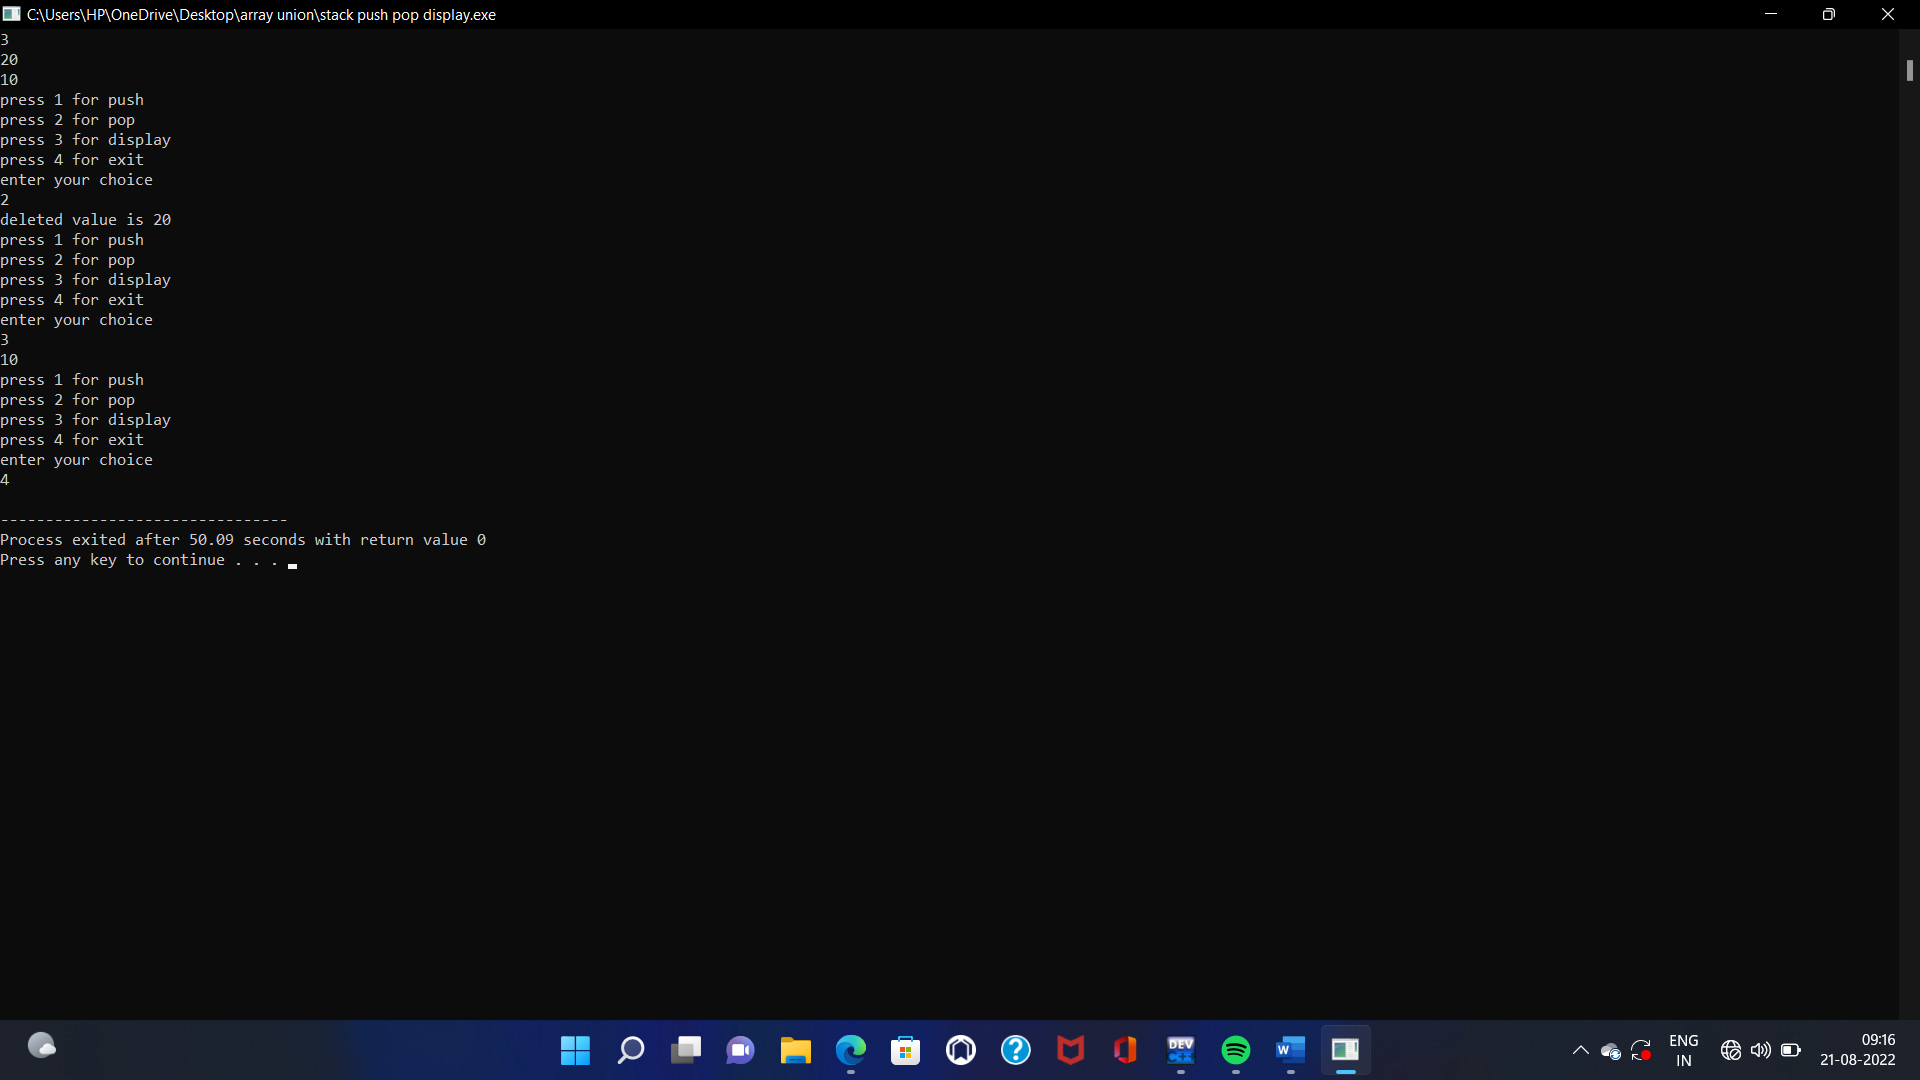 C:\Users\HP\OneDrive\Desktop\array union\stack push pop display.exe
3
20
10
press 1 for push
press 2 for pop
press 3 for display
press 4 for exit
enter your choice
2
deleted value is 20
press 1 for push
press 2 for pop
press 3 for display
press 4 for exit
enter your choice
3
10
press 1 for push
press 2 for pop
press 3 for display
press 4 for exit
enter your choice
4
--------------------------------
Process exited after 50.09 seconds with return value 0
Press any key to continue . . .
DEV
C++
W
ENG
IN
09:16
21-08-2022